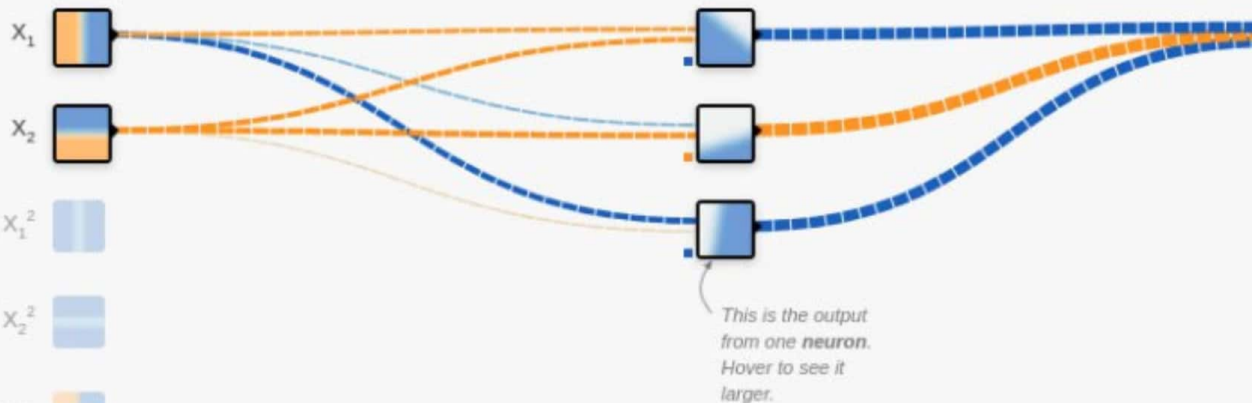 X₁
X₂
X₁²
X₂²
This is the output
from one neuron.
Hover to see it
larger.